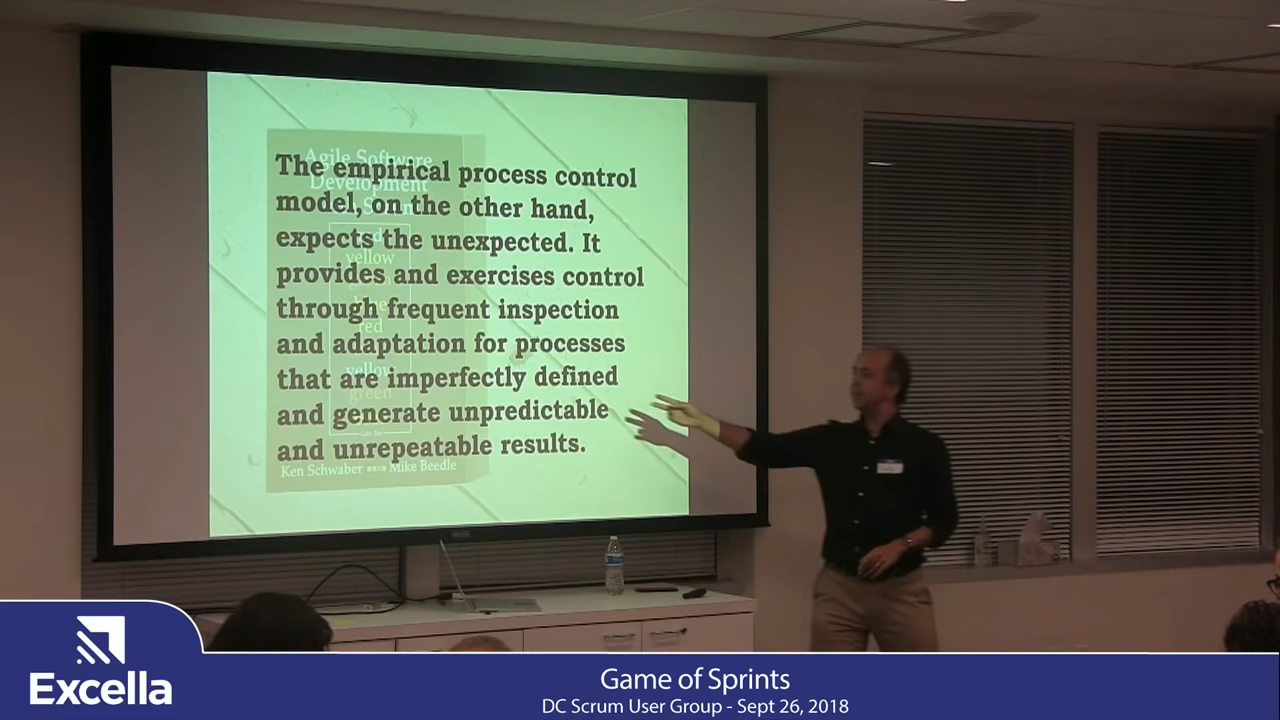 The empirical process control
model, on the other hand,
expects the unexpected. It
provides and exercises control
through frequent inspection
and adaptation for processes
that are imperfectly defined
and generate unpredictable
and unrepeatable results.
Agile Software
Development
yellow
red
yellow
green
Ken Schwaber Mike Beedle
Excella
Game of Sprints
DC Scrum User Group - Sept 26, 2018